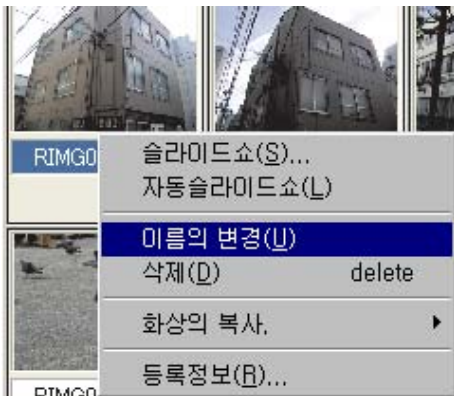 RIMG0
슬라이드쇼(S)...
자동슬라이드쇼(L)
이름의 변경(U)
삭제(D) delete
화상의 복사.
등록정보(R)...
RIMG0